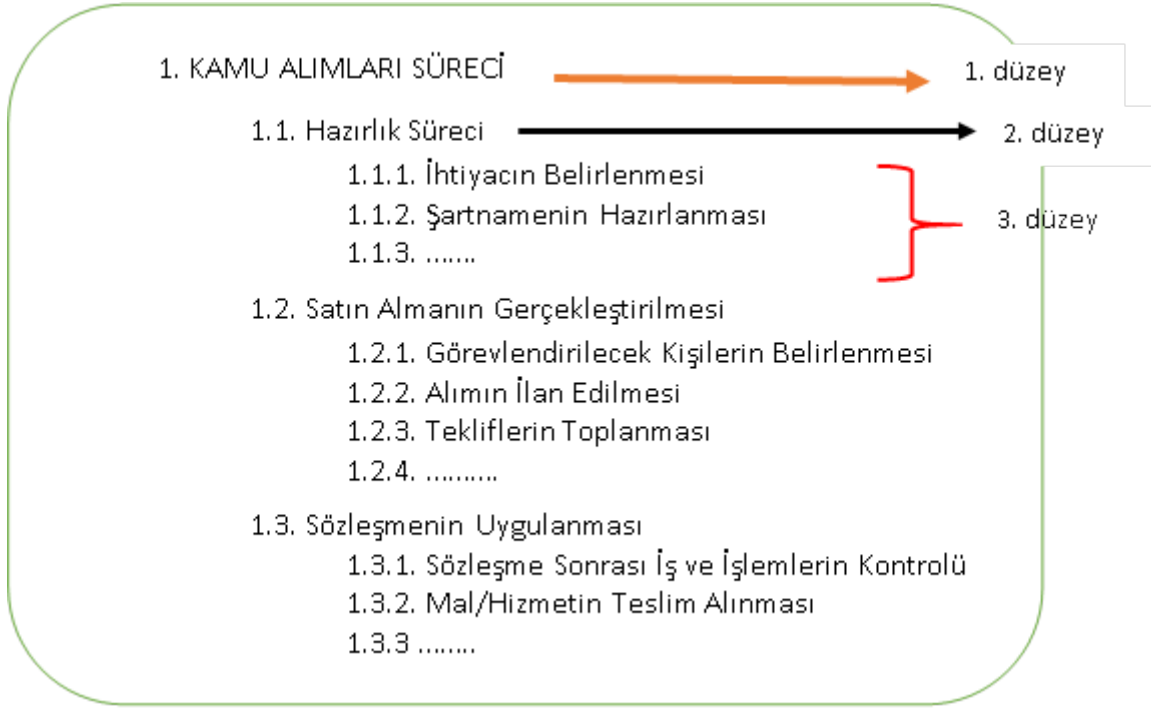 1. KAMU ALIMLARI SÜRECİ 1. düzey
1.1. Hazırlık Süreci 2. düzey
1.1.1. İhtiyacın Belirlenmesi
1.1.2. Şartnamenin Hazırlanması 3. düzey
1.1.3. .......
1.2. Satın Almanın Gerçekleştirilmesi
1.2.1. Görevlendirilecek Kişilerin Belirlenmesi
1.2.2. Alımın İlan Edilmesi
1.2.3. Tekliflerin Toplanması
1.2.4. ..........
1.3. Sözleşmenin Uygulanması
1.3.1. Sözleşme Sonrası İş ve İşlemlerin Kontrolü
1.3.2. Mal/Hizmetin Teslim Alınması
1.3.3 ........